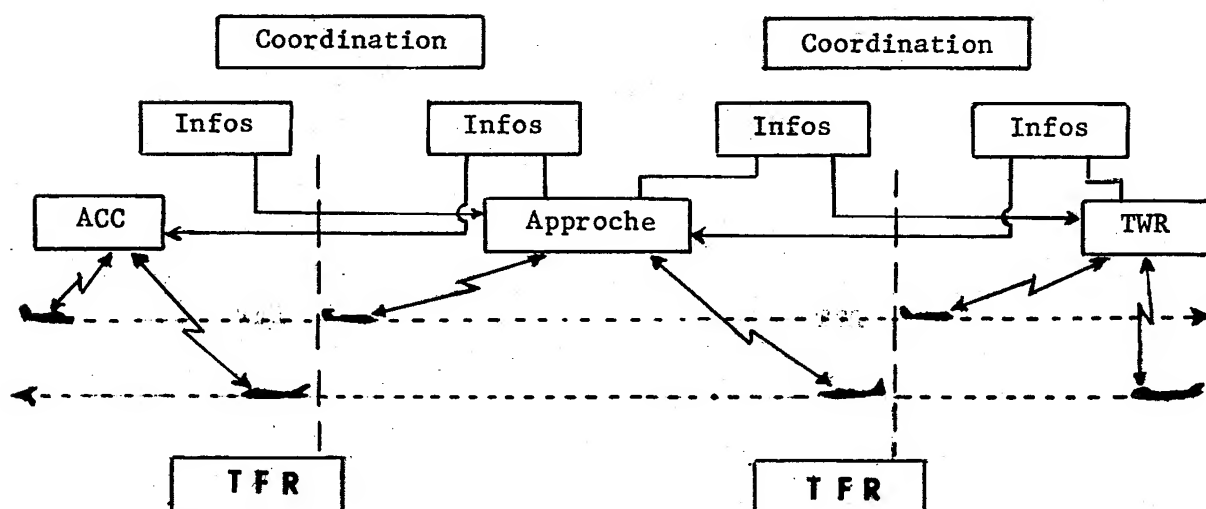 Coordination
Coordination
Infos
Infos
Infos
Infos
ACC
Approche
TWR
TFR
TFR